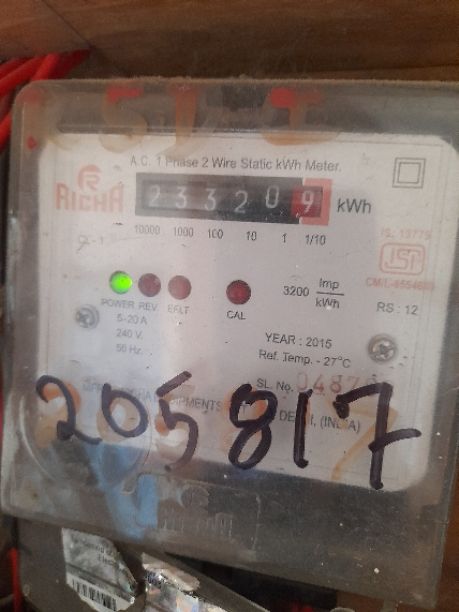 A.C. 1 Phase 2 Wire Static kWh Meter.
RICHA
233209 kWh
10000 1000 100 10 1 1/10
IS, 13779
ISI
3200 Imp/kWh
POWER REV. E/LT CAL
RS : 12
5-20 A
240 V.
50 Hz.
YEAR : 2015
Ref. Temp. - 27°C
SL. No.
(INDIA)
205817